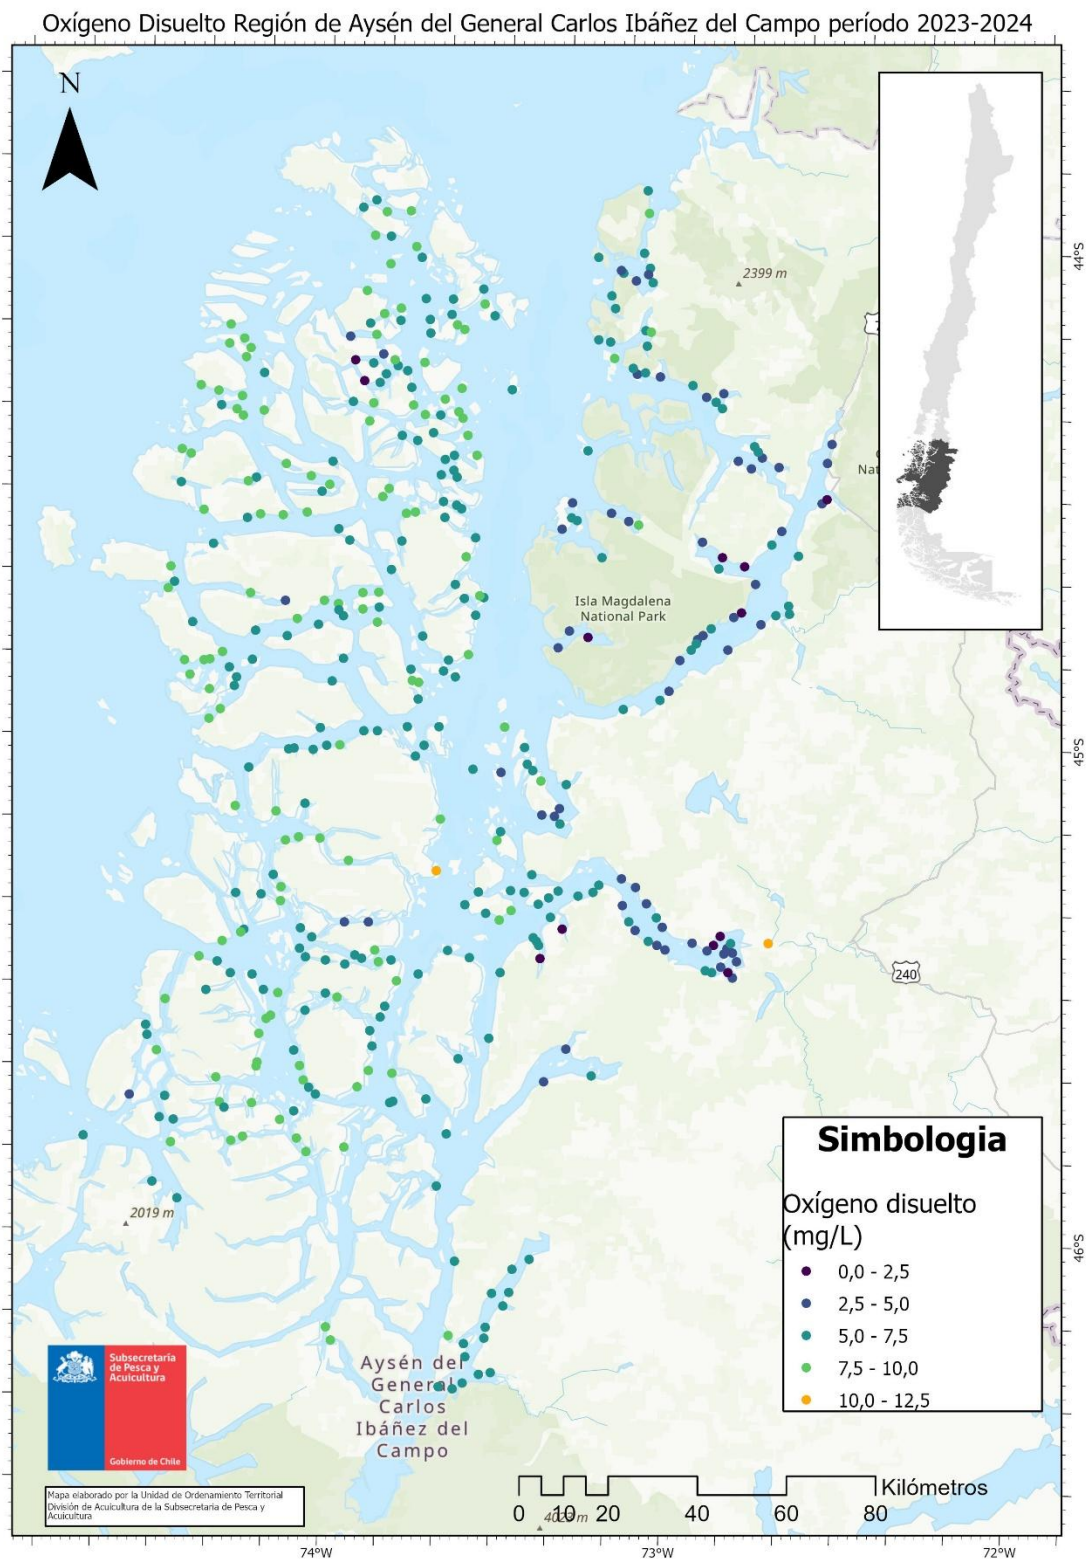 Oxígeno Disuelto Región de Aysén del General Carlos Ibáñez del Campo período 2023-2024
N
44°S
2399 m
Nat
Isla Magdalena
National Park
45°S
240
2019 m
46°S
Simbologia
Oxígeno disuelto
(mg/L)
0,0 - 2,5
2,5 - 5,0
5,0 - 7,5
7,5 - 10,0
10,0 - 12,5
Aysén del
General
Carlos
Ibáñez del
Campo
Subsecretaría
de Pesca y
Acuicultura
Gobierno de Chile
Mapa elaborado por la Unidad de Ordenamiento Territorial
División de Acuicultura de la Subsecretaria de Pesca y
Acuicultura
Kilómetros
0 10 20 40 60 80
4023 m
74°W
73°W
72°W